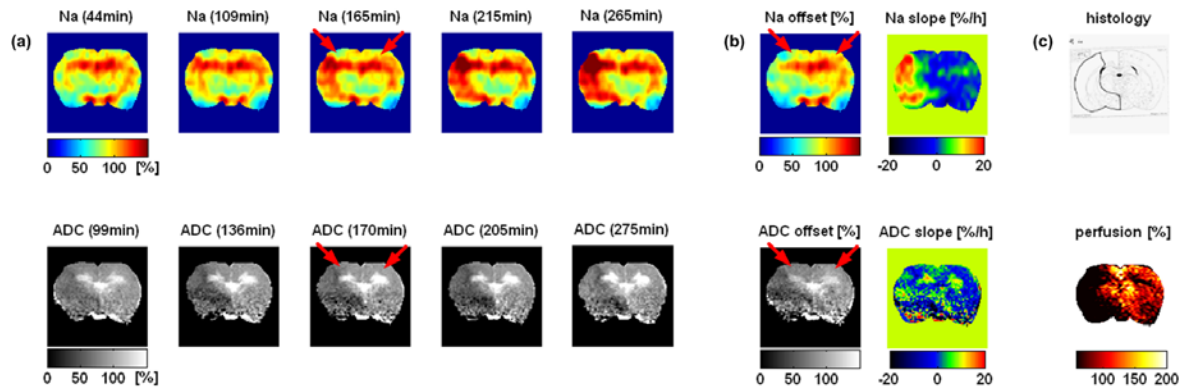 Na (44min) Na (109min) Na (165min) Na (215min) Na (265min) Na offset [%] Na slope [%/h] histology
(a) (b) (c)
0 50 100 [%] 0 50 100 150 -20 0 20
ADC (99min) ADC (136min) ADC (170min) ADC (205min) ADC (275min) ADC offset [%] ADC slope [%/h] perfusion [%]
0 50 100 [%] 0 50 100 150 -20 0 20 100 150 200